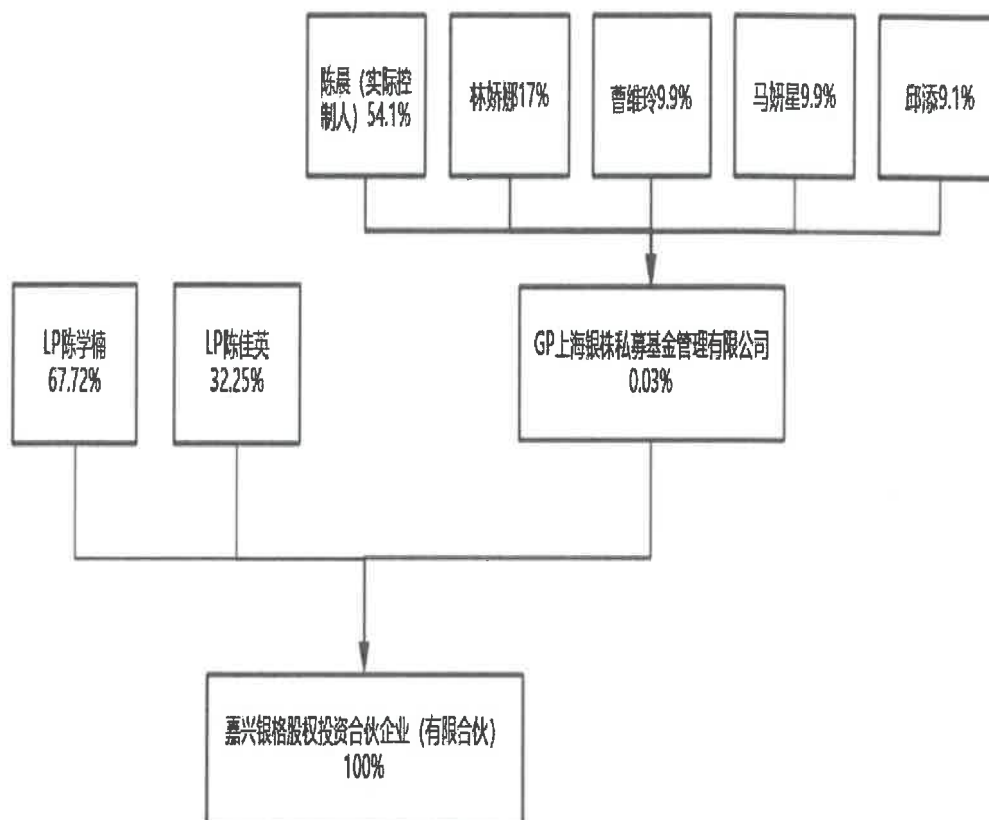 陈晨（实际控
制人）54.1%
林娇娜17%
曹维玲9.9%
马妍星9.9%
邱添9.1%
LP陈学楠
67.72%
LP陈佳英
32.25%
GP上海银株私募基金管理有限公司
0.03%
嘉兴银格股权投资合伙企业（有限合伙）
100%